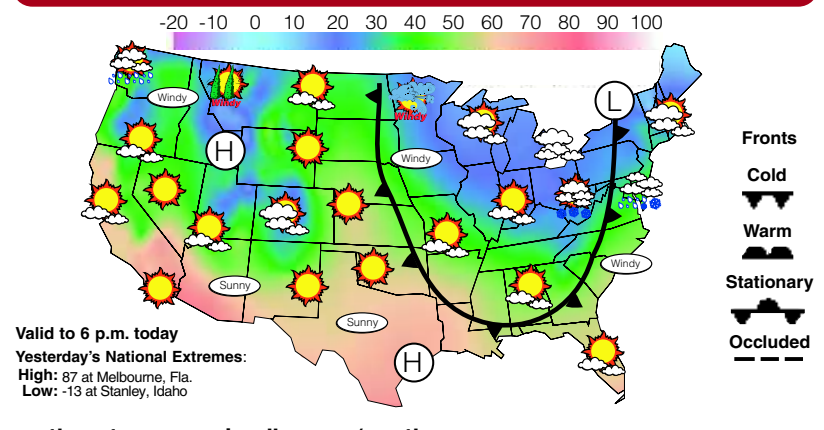 -20 -10 0 10 20 30 40 50 60 70 80 90 100
L
Windy
Windy
Windy
H
Windy
Fronts
Cold
Warm
Stationary
Occluded
Windy
Sunny
Sunny
H
Valid to 6 p.m. today
Yesterday's National Extremes:
High: 87 at Melbourne, Fla.
Low: -13 at Stanley, Idaho